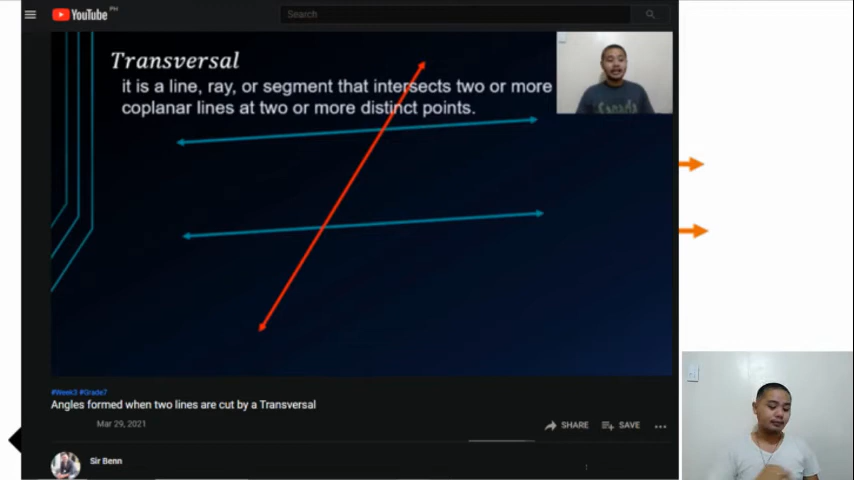 YouTube PH
Search
Transversal
it is a line, ray, or segment that intersects two or more
coplanar lines at two or more distinct points.
Canada
#Week3 #Grade7
Angles formed when two lines are cut by a Transversal
Mar 29, 2021
SHARE
SAVE
Sir Benn